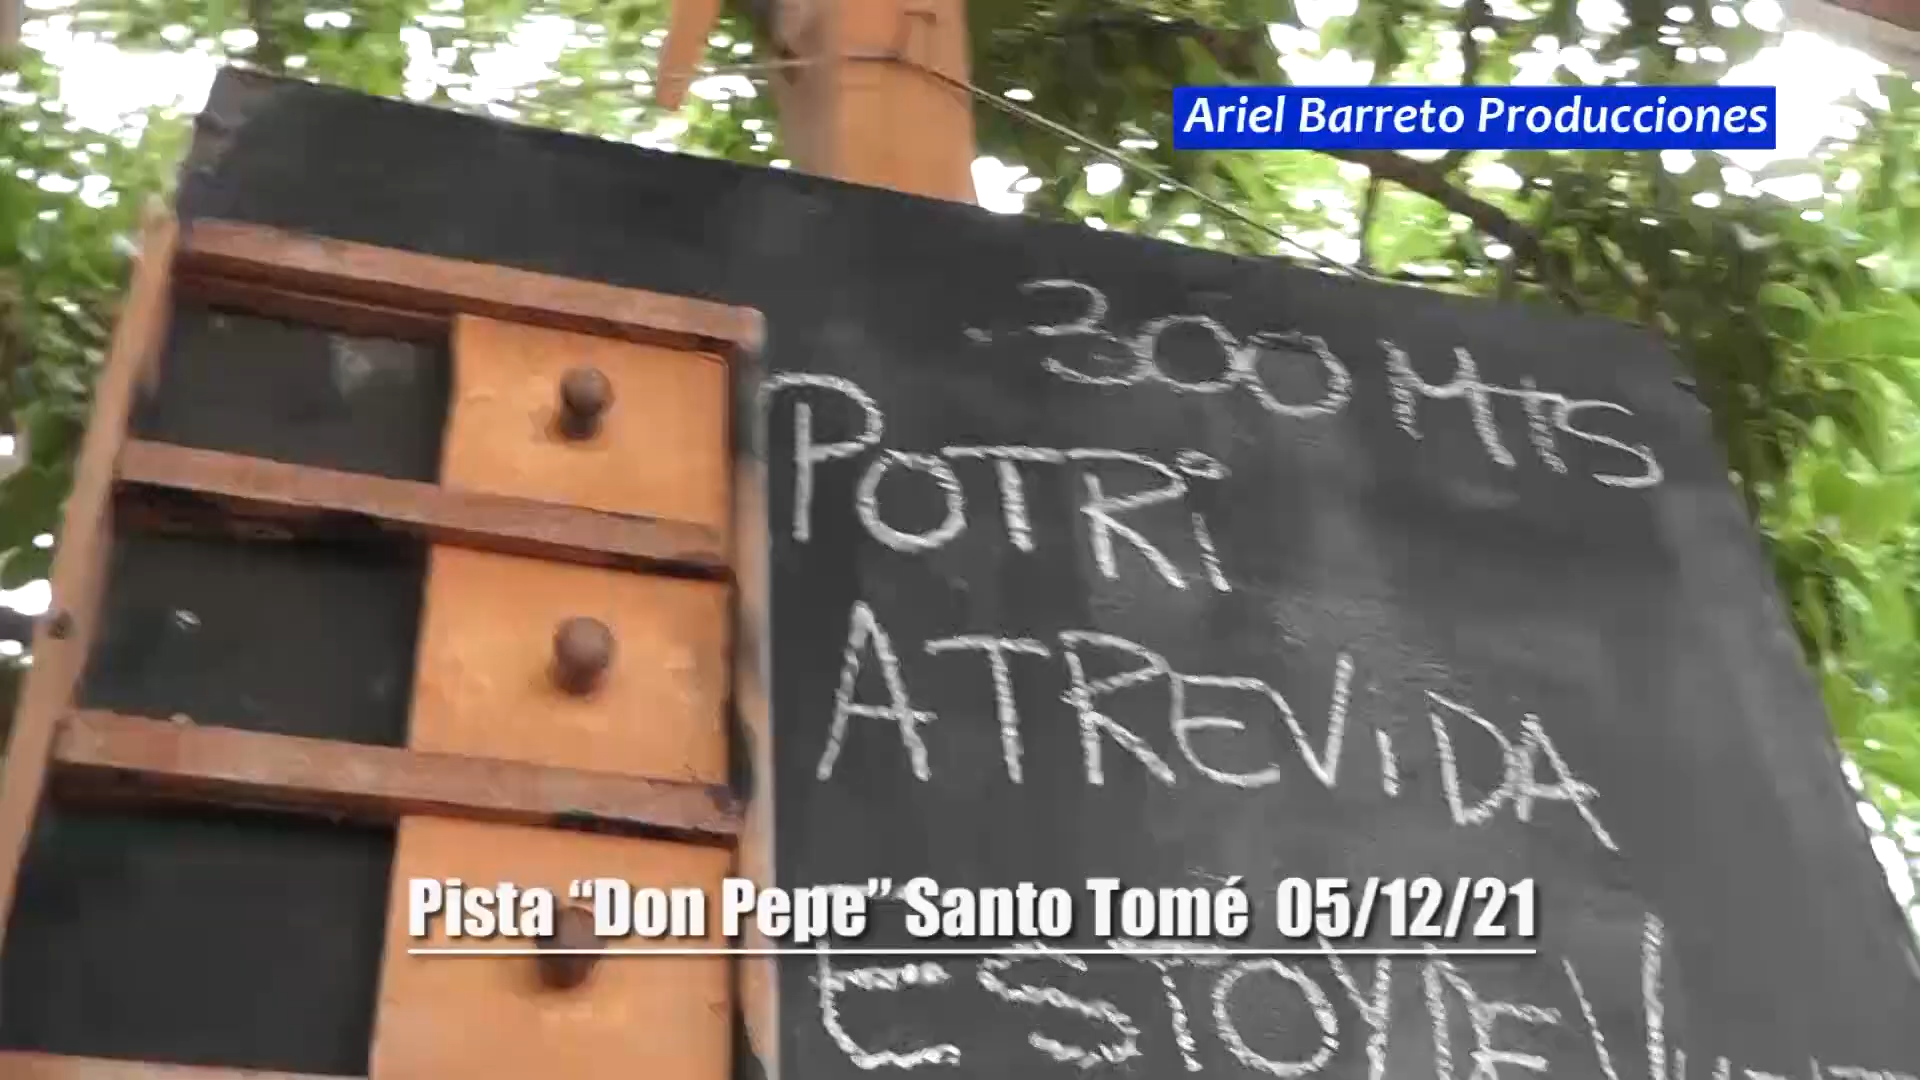 Ariel Barreto Producciones
300 MTS
POTRi
ATREViDA
Pista “Don Pepe” Santo Tomé 05/12/21